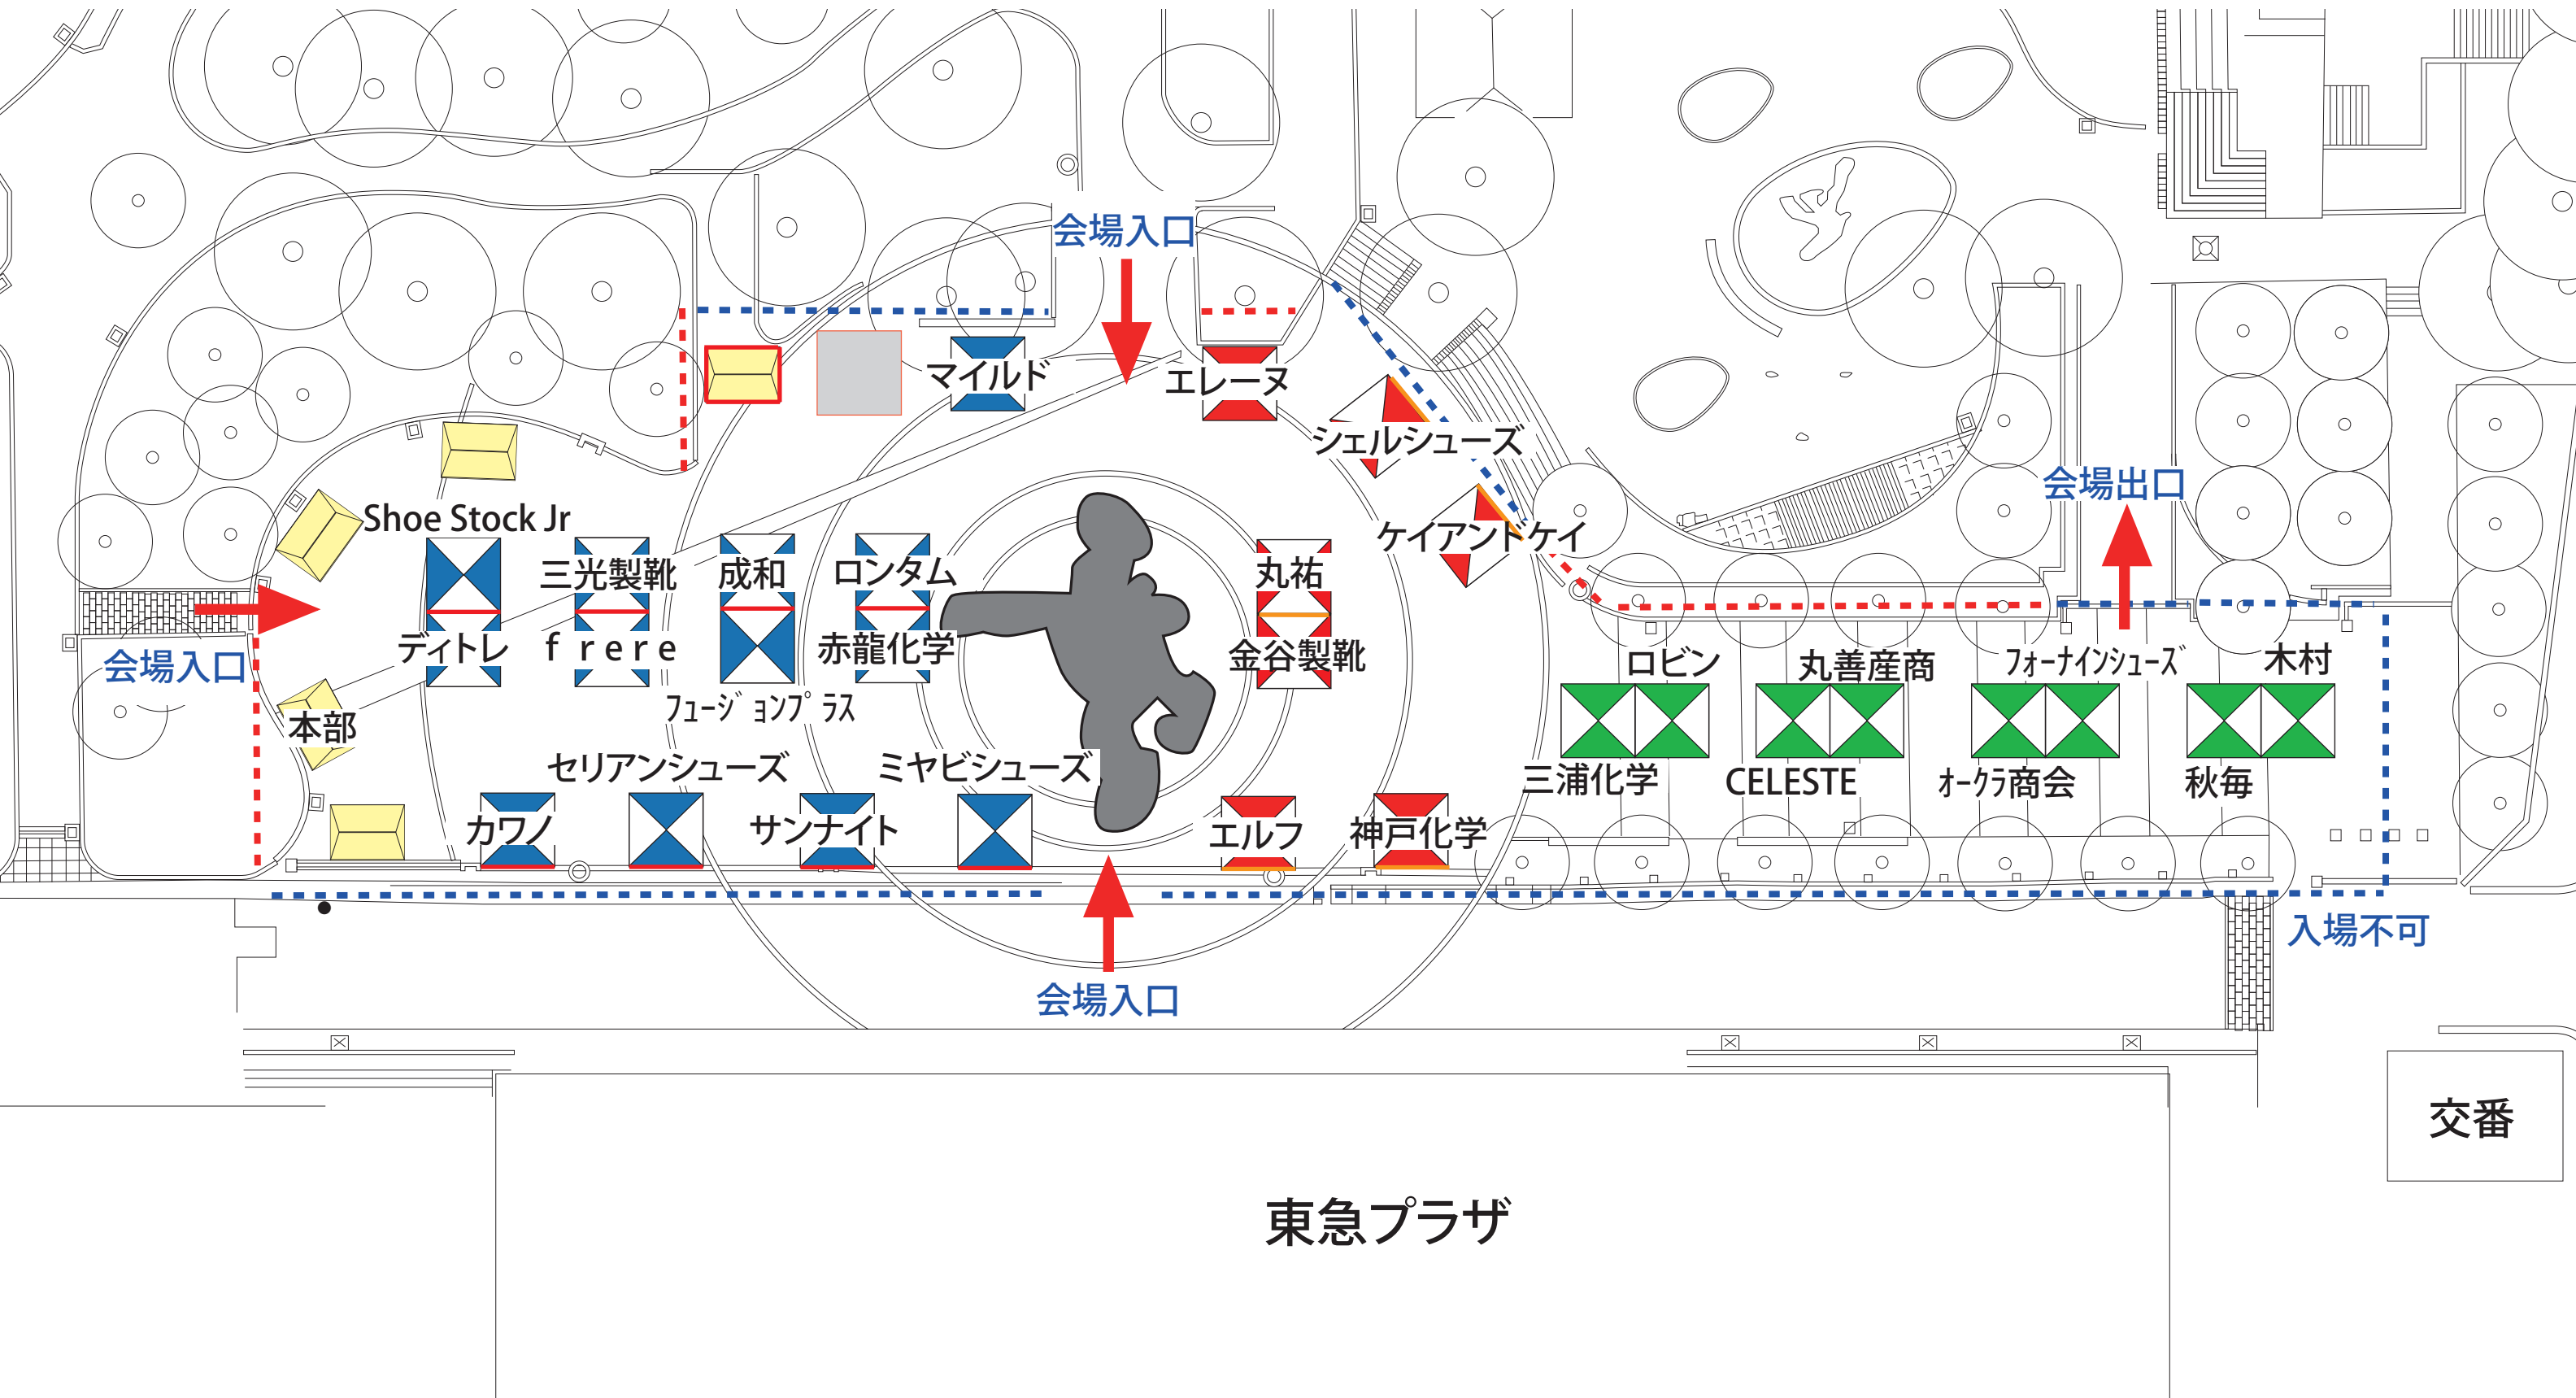 会場入口
マイルド
エレーヌ
シェルシューズ
会場出口
Shoe Stock Jr
ケイアンドケイ
三光製靴
成和
ロンタム
丸祐
会場入口
ディトレ
frere
赤龍化学
金谷製靴
ロビン
丸善産商
フォーナインシューズ
木村
フュージョンプラス
本部
セリアンシューズ
ミヤビシューズ
三浦化学
CELESTE
オークラ商会
秋毎
カワノ
サンナイト
エルフ
神戸化学
入場不可
会場入口
交番
東急プラザ